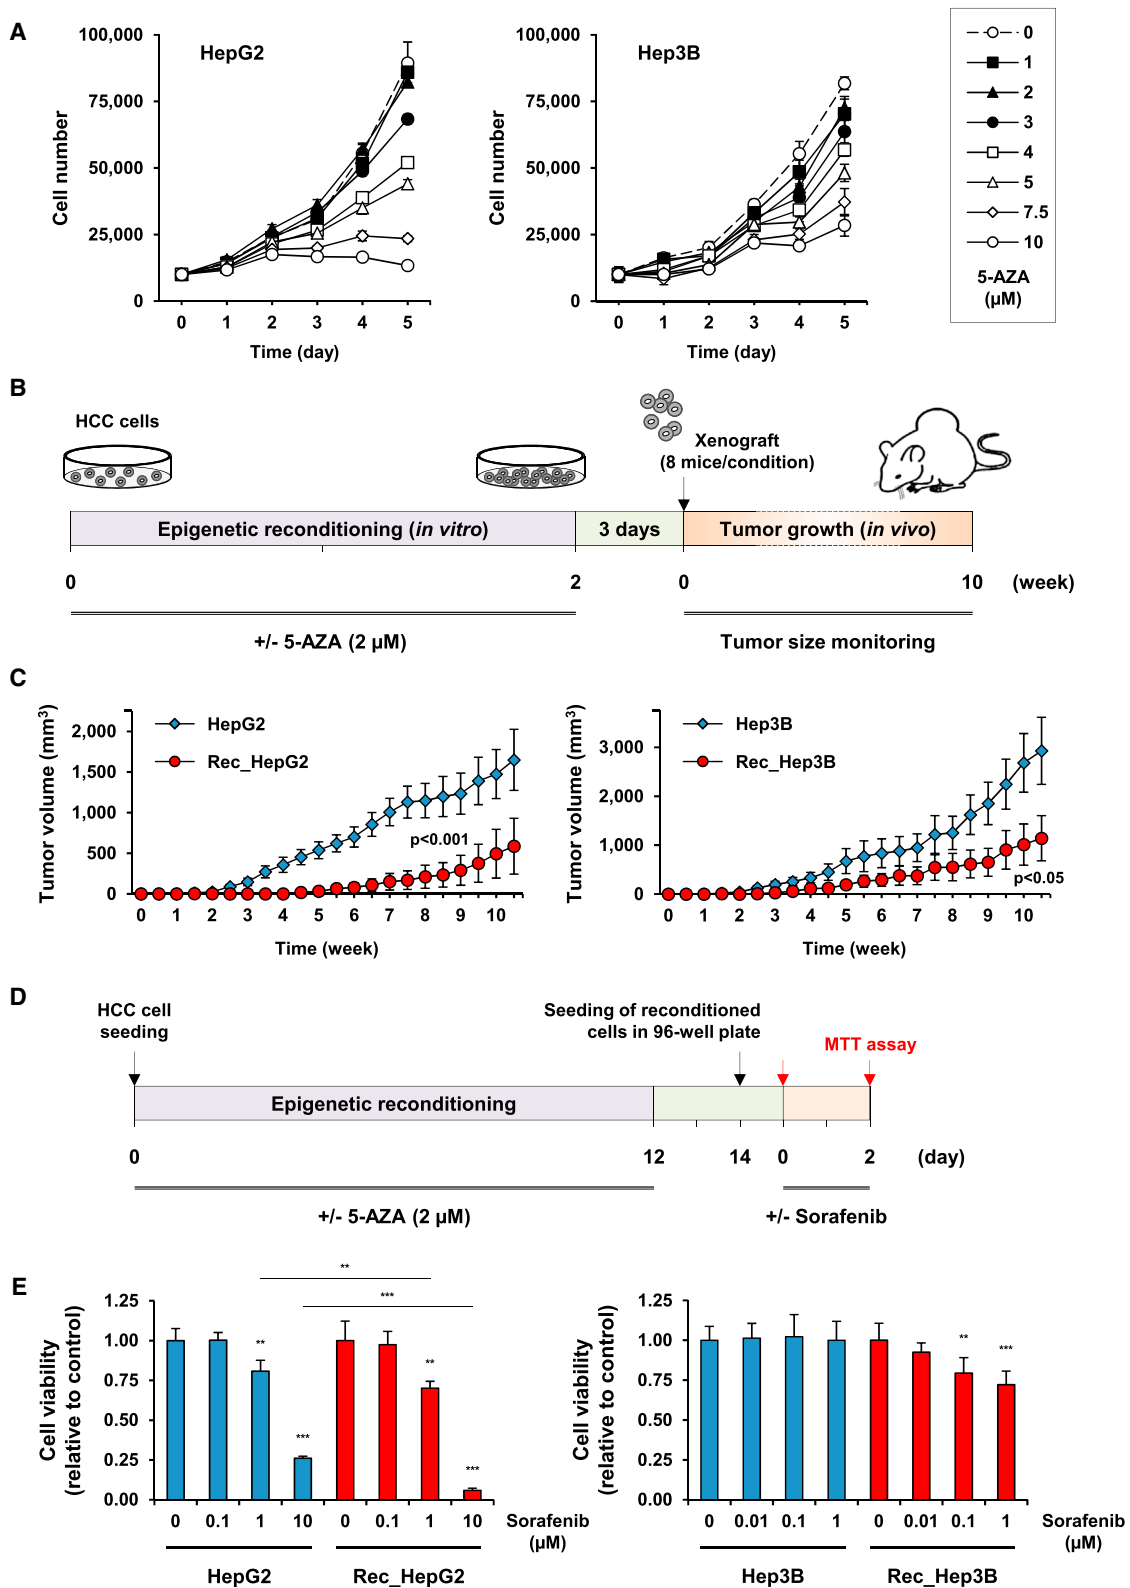 A
HepG2
Cell number
100,000
75,000
50,000
25,000
0
0 1 2 3 4 5
Time (day)
Hep3B
Cell number
100,000
75,000
50,000
25,000
0
0 1 2 3 4 5
Time (day)
0
1
2
3
4
5
7.5
10
5-AZA
(µM)
B
HCC cells
Xenograft
(8 mice/condition)
Epigenetic reconditioning (in vitro)
3 days
Tumor growth (in vivo)
0 2 0 10 (week)
+/- 5-AZA (2 µM)
Tumor size monitoring
C
Tumor volume (mm3)
2,000
1,500
1,000
500
0
HepG2
Rec_HepG2
p<0.001
0 1 2 3 4 5 6 7 8 9 10
Time (week)
Tumor volume (mm3)
3,000
2,000
1,000
0
Hep3B
Rec_Hep3B
p<0.05
0 1 2 3 4 5 6 7 8 9 10
Time (week)
D
HCC cell
seeding
Seeding of reconditioned
cells in 96-well plate
MTT assay
Epigenetic reconditioning
0 12 14 0 2 (day)
+/- 5-AZA (2 µM)
+/- Sorafenib
E
Cell viability
(relative to control)
1.25
1.00
0.75
0.50
0.25
0.00
**
***
**
***
**
***
0 0.1 1 10 0 0.1 1 10 Sorafenib
(µM)
HepG2 Rec_HepG2
Cell viability
(relative to control)
1.25
1.00
0.75
0.50
0.25
0.00
**
***
0 0.01 0.1 1 0 0.01 0.1 1 Sorafenib
(µM)
Hep3B Rec_Hep3B